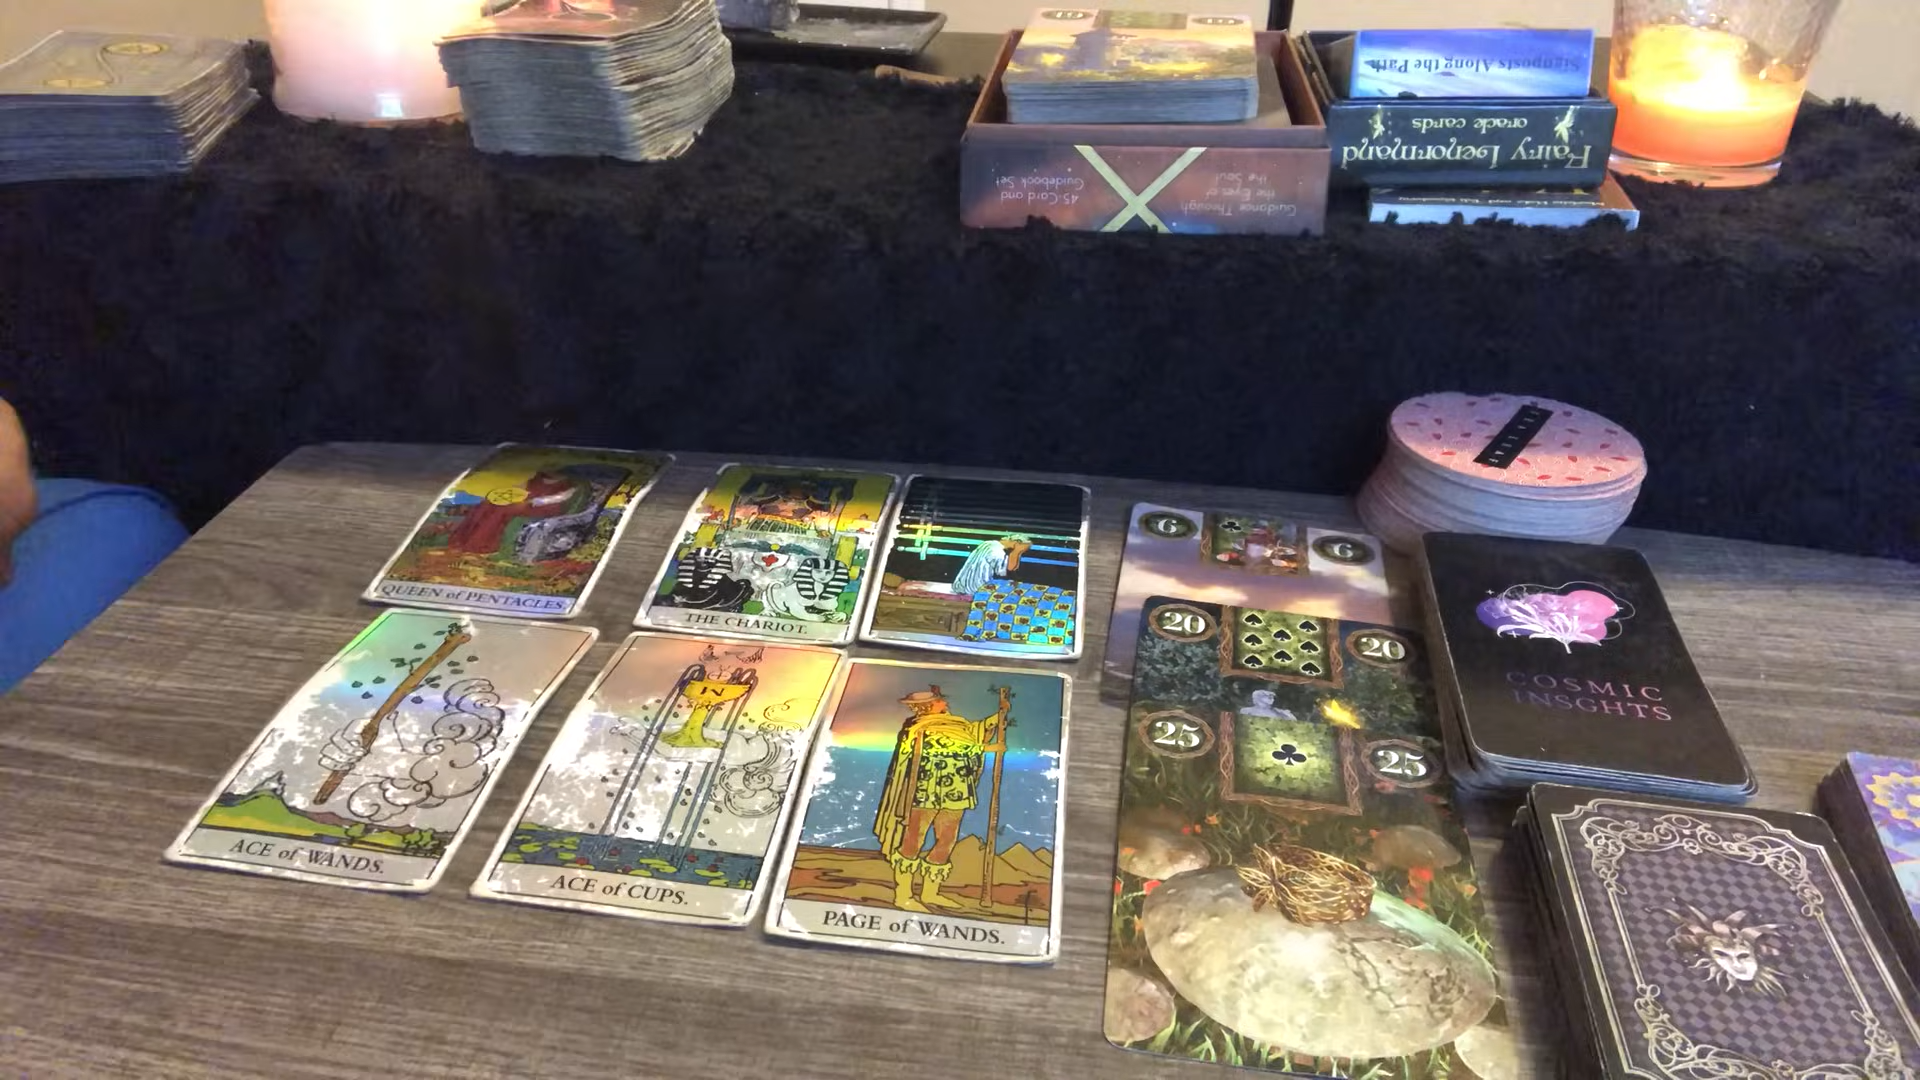 Signposts Along the Path
Fairy Lenormand
oracle cards
Guidance Through
the Eyes of
the Soul
45-Card and
Guidebook Set
QUEEN of PENTACLES.
THE CHARIOT.
6
6
20
20
25
25
COSMIC
INSGHTS
ACE of WANDS.
ACE of CUPS.
PAGE of WANDS.